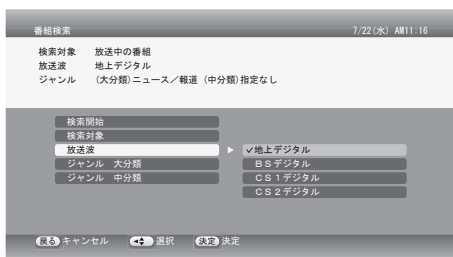 番組検索 7/22(水) AM11:16
検索対象 放送中の番組
放送波 地上デジタル
ジャンル (大分類)ニュース／報道 (中分類)指定なし
検索開始
検索対象
放送波 ▶ ✓地上デジタル
ジャンル 大分類 BSデジタル
ジャンル 中分類 CS1デジタル
CS2デジタル
戻る キャンセル 選択 決定 決定